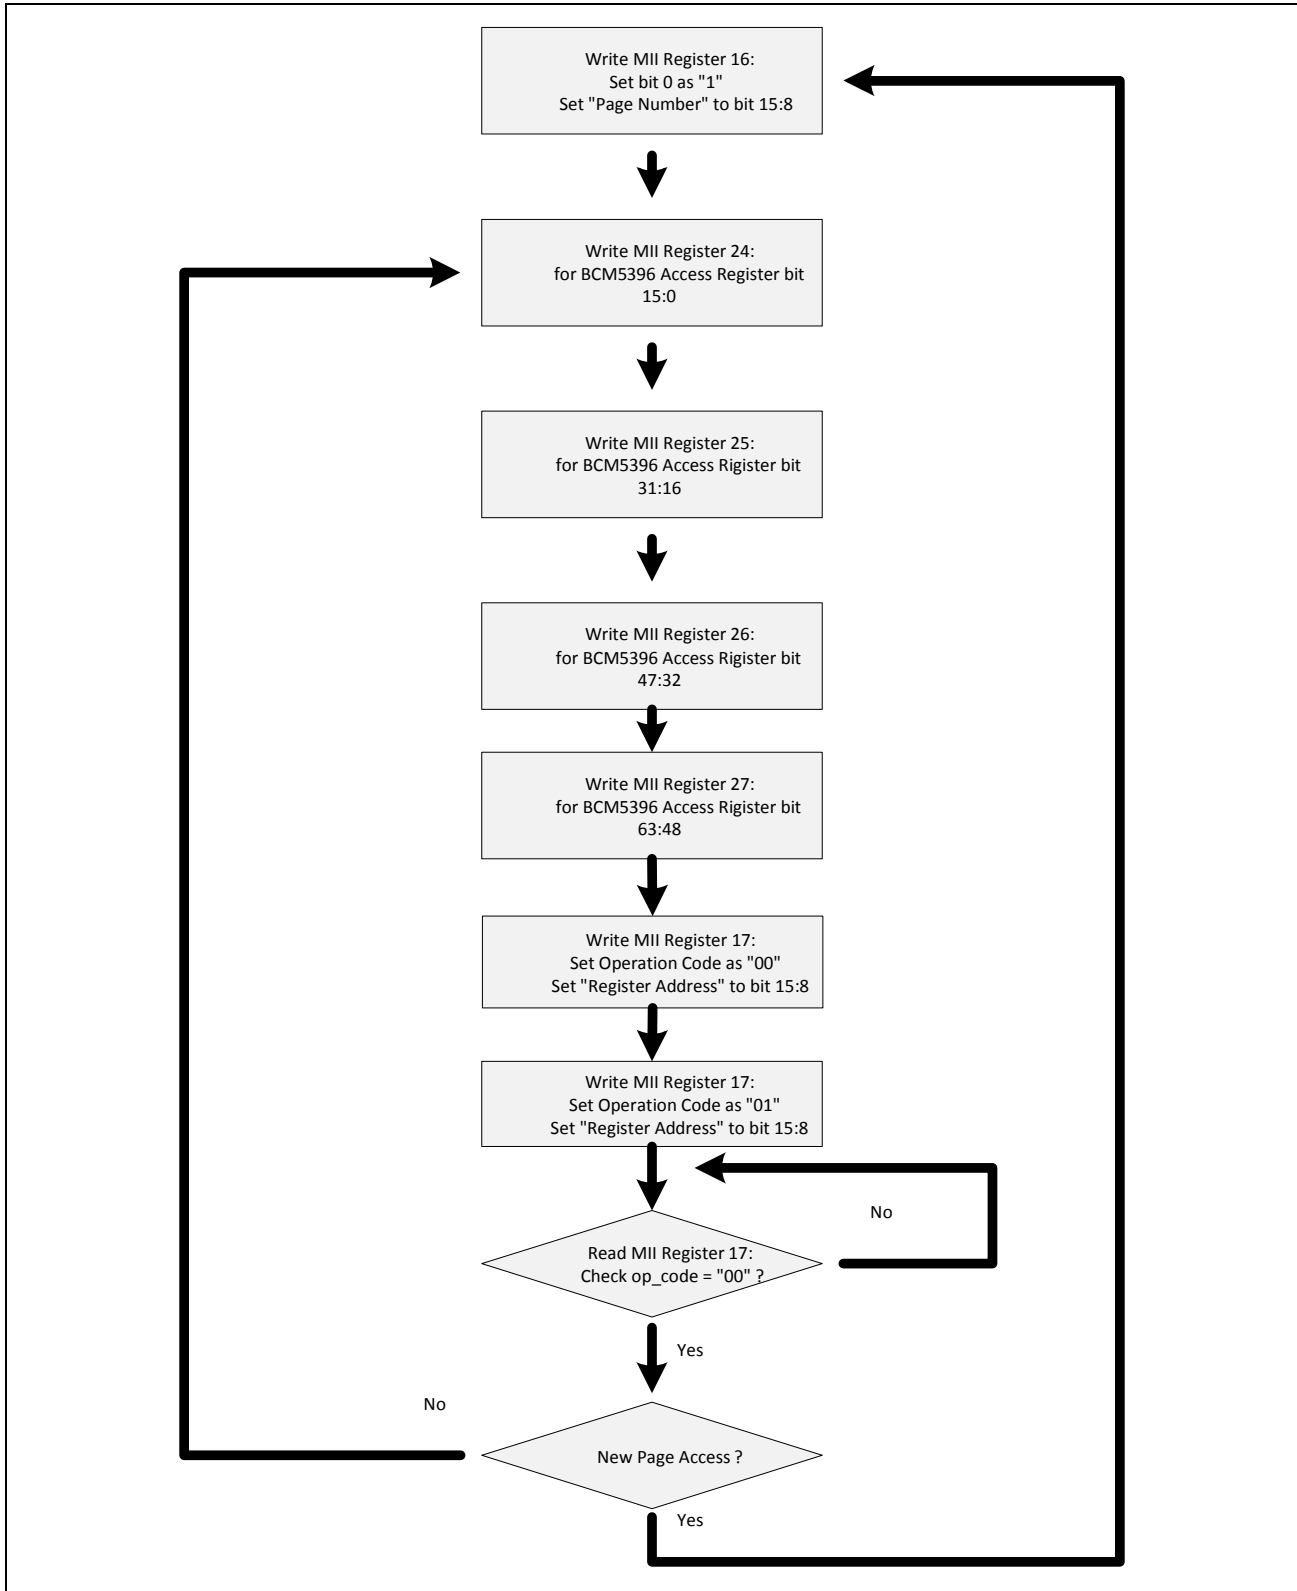 Write MII Register 16:
Set bit 0 as "1"
Set "Page Number" to bit 15:8
Write MII Register 24:
for BCM5396 Access Register bit
15:0
Write MII Register 25:
for BCM5396 Access Rigister bit
31:16
Write MII Register 26:
for BCM5396 Access Rigister bit
47:32
Write MII Register 27:
for BCM5396 Access Rigister bit
63:48
Write MII Register 17:
Set Operation Code as "00"
Set "Register Address" to bit 15:8
Write MII Register 17:
Set Operation Code as "01"
Set "Register Address" to bit 15:8
No
Read MII Register 17:
Check op_code = "00" ?
Yes
No
New Page Access ?
Yes